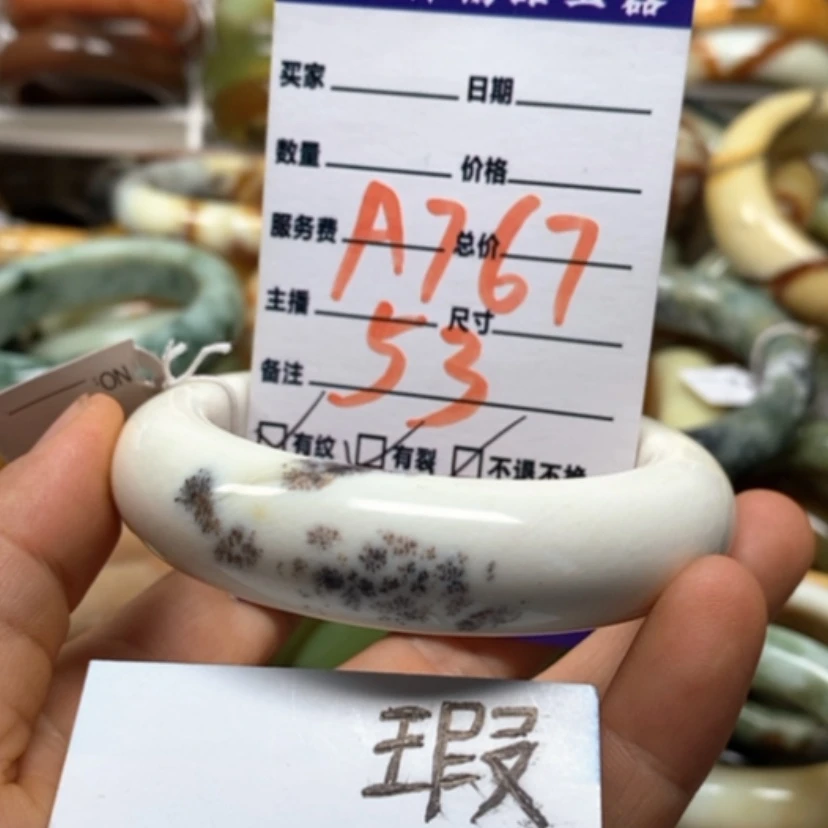 买家 日期
数量 价格
服务费 总价
A767
主播 尺寸
53
备注
有纹 有裂 不退不换
NO:
瑕